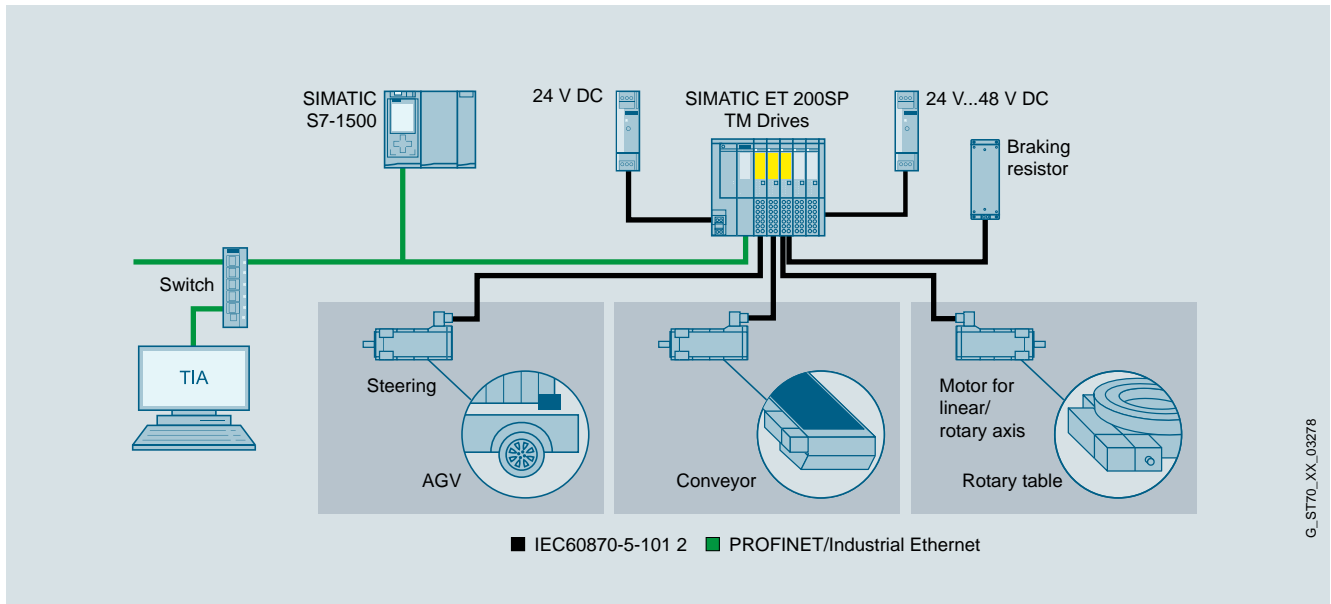 SIMATIC
S7-1500
24 V DC
SIMATIC ET 200SP
TM Drives
24 V...48 V DC
Braking
resistor
Switch
TIA
Steering
AGV
Conveyor
Motor for
linear/
rotary axis
Rotary table
IEC60870-5-101 2
PROFINET/Industrial Ethernet
G_ST70_XX_03278